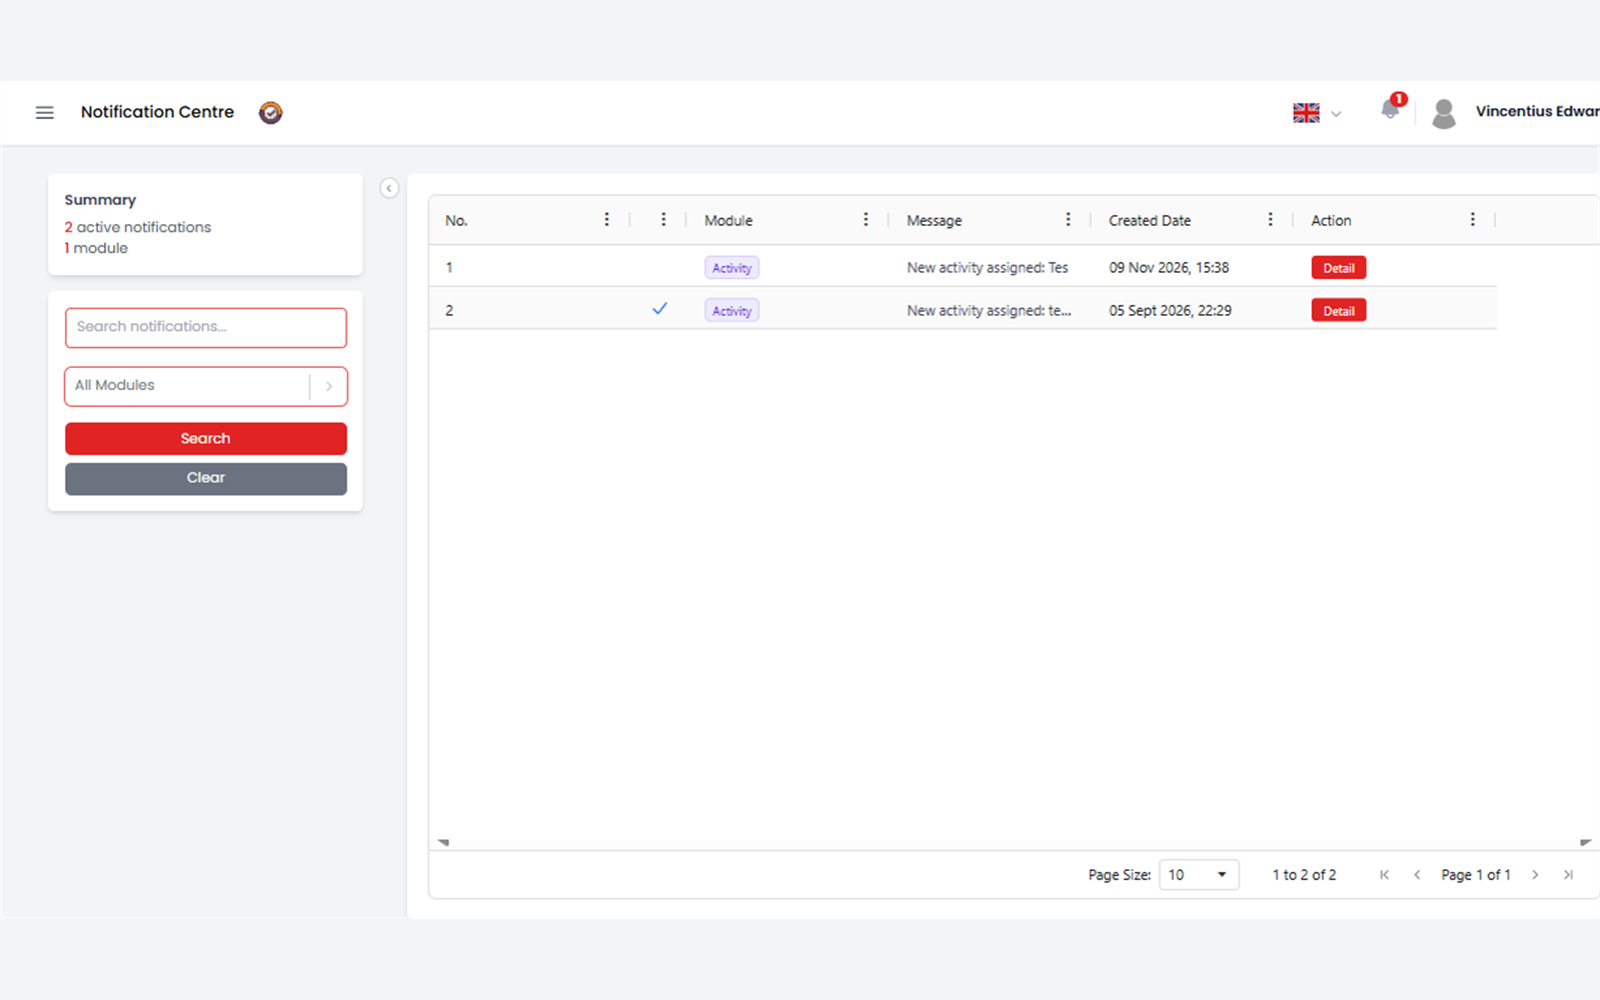 Notification Centre
1
Vincentius Edwar
Summary
2 active notifications
1 module
Search notifications...
All Modules
Search
Clear
No. Module Message Created Date Action
1 Activity New activity assigned: Tes 09 Nov 2026, 15:38 Detail
2 Activity New activity assigned: te... 05 Sept 2026, 22:29 Detail
Page Size: 10 1 to 2 of 2 Page 1 of 1